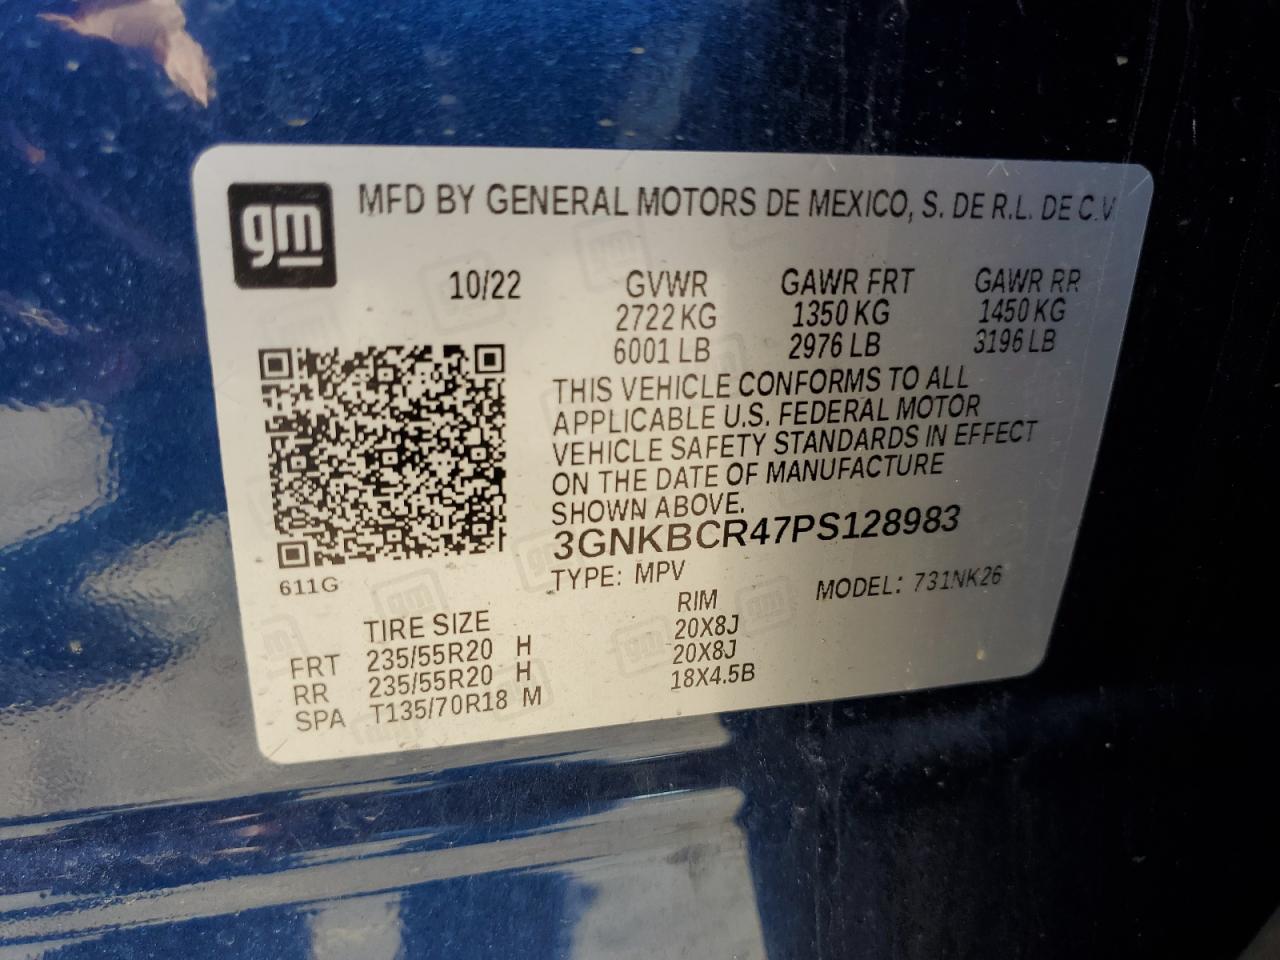 gm
MFD BY GENERAL MOTORS DE MEXICO, S. DE R.L. DE C.V
10/22
GVWR GAWR FRT GAWR RR
2722 KG 1350 KG 1450 KG
6001 LB 2976 LB 3196 LB
THIS VEHICLE CONFORMS TO ALL
APPLICABLE U.S. FEDERAL MOTOR
VEHICLE SAFETY STANDARDS IN EFFECT
ON THE DATE OF MANUFACTURE
SHOWN ABOVE.
3GNKBCR47PS128983
611G
TYPE: MPV MODEL: 731NK26
TIRE SIZE RIM
FRT 235/55R20 H 20X8J
RR 235/55R20 H 20X8J
SPA T135/70R18 M 18X4.5B